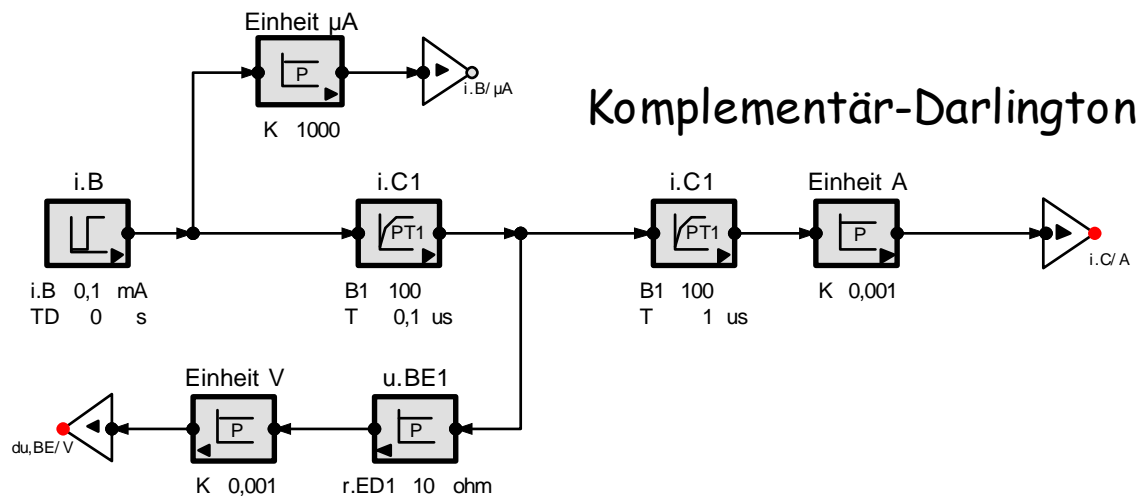 Einheit µA
P
i.B/µA
K 1000
Komplementär-Darlington
i.B
i.C1
i.C1
Einheit A
PT1
PT1
P
i.C/A
i.B 0,1 mA
TD 0 s
B1 100
T 0,1 us
B1 100
T 1 us
K 0,001
Einheit V
u.BE1
P
P
du,BE/V
K 0,001
r.ED1 10 ohm